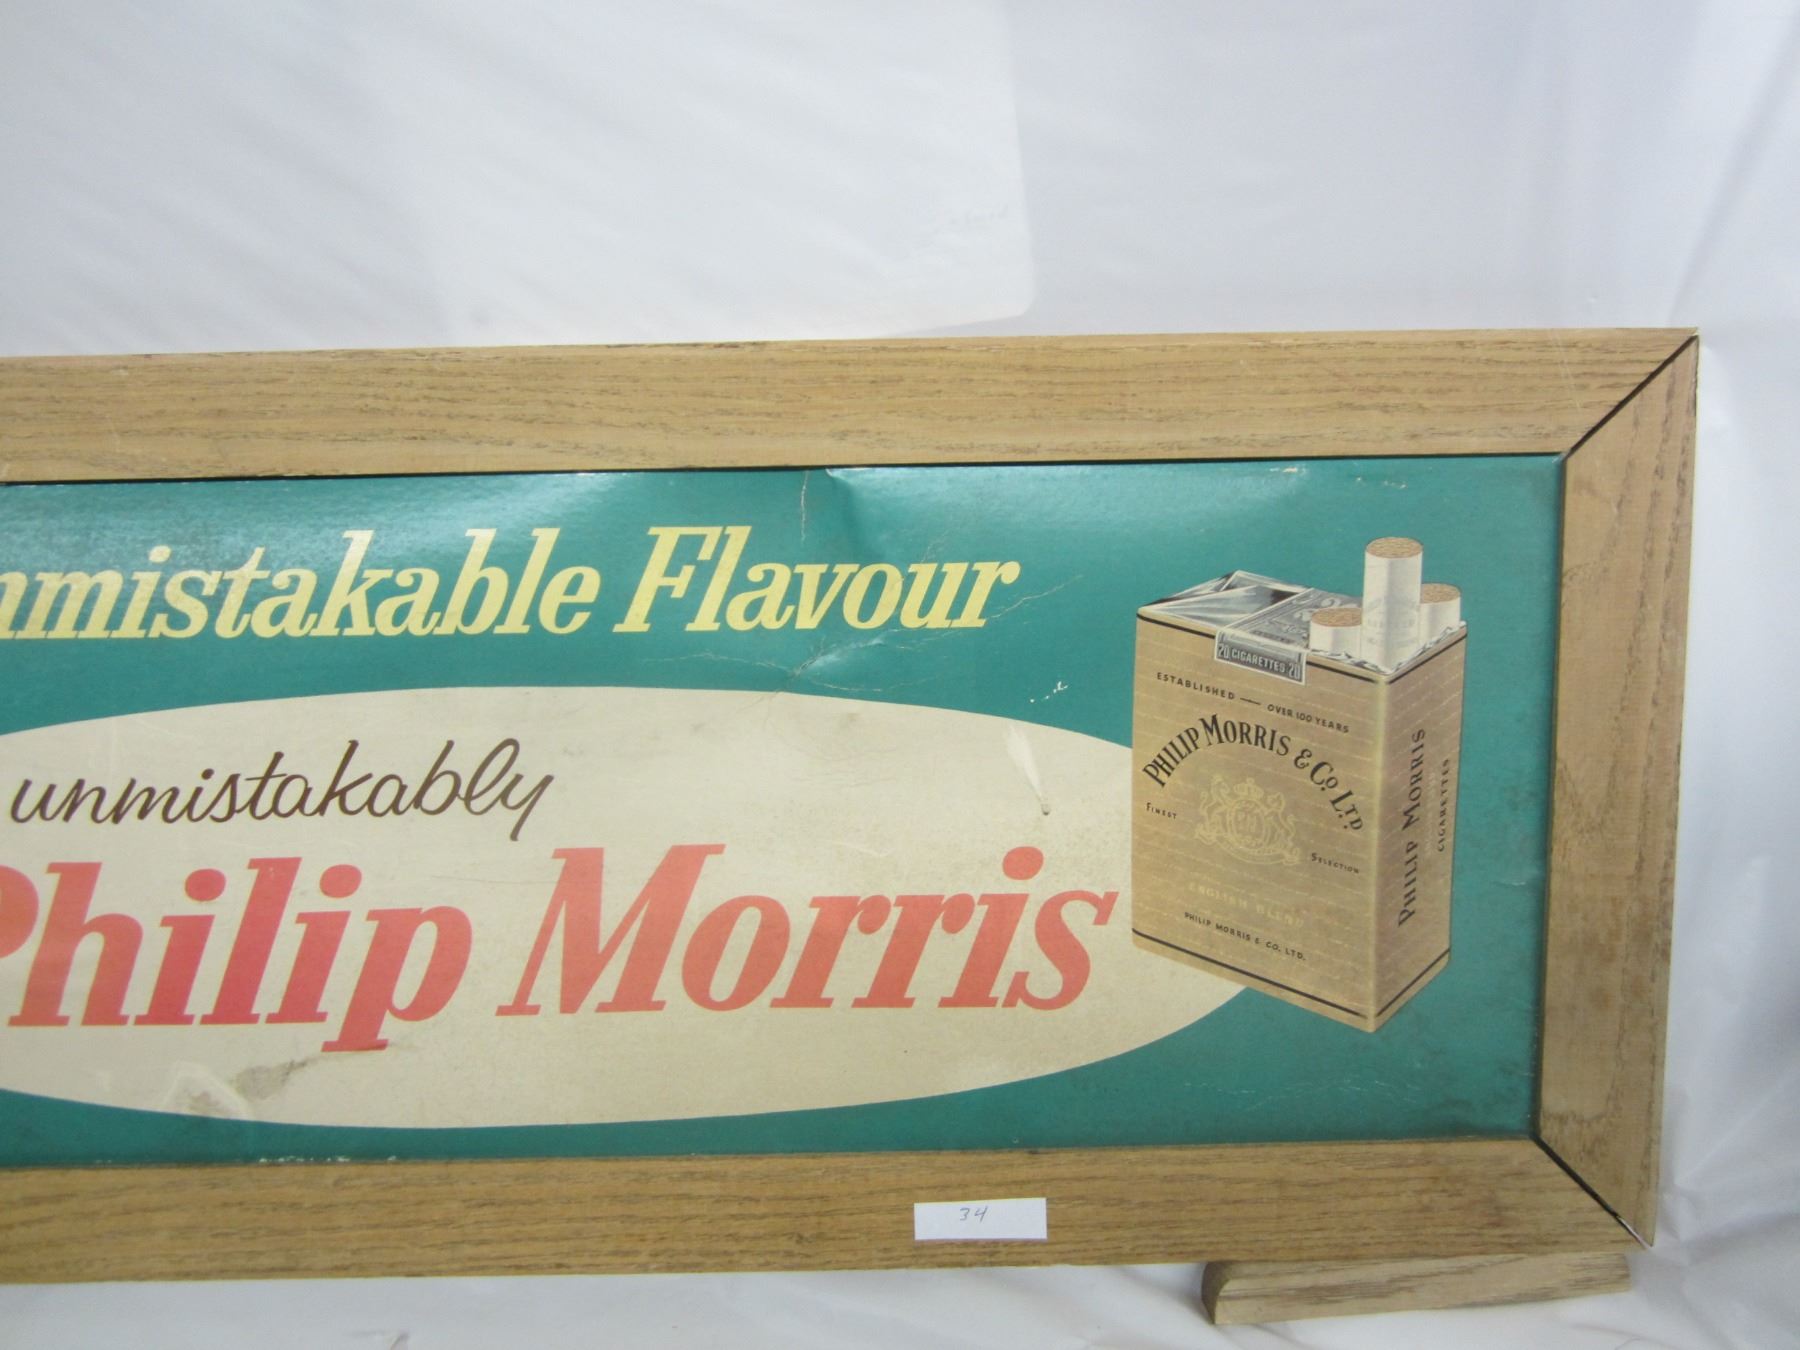 nmistakable Flavour
unmistakably
Philip Morris
20 CIGARETTES 20
ESTABLISHED — OVER 100 YEARS
PHILIP MORRIS & CO. LTD
FINEST
SELECTION
ENGLISH BLEND
PHILIP MORRIS & CO. LTD.
PHILIP MORRIS
CIGARETTES
34